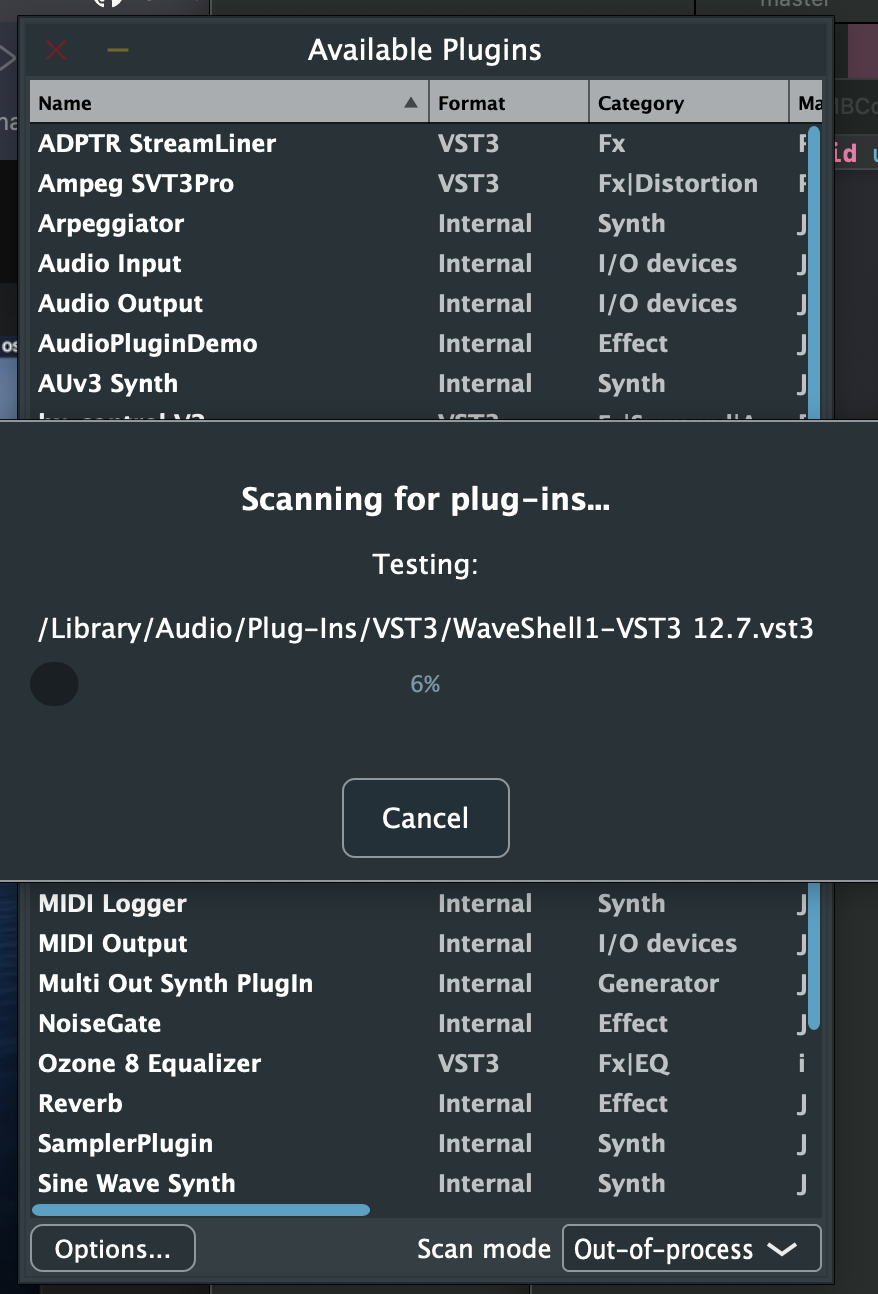 master
Available Plugins
Name Format Category Ma
ADPTR StreamLiner VST3 Fx
Ampeg SVT3Pro VST3 Fx|Distortion
Arpeggiator Internal Synth J
Audio Input Internal I/O devices J
Audio Output Internal I/O devices J
AudioPluginDemo Internal Effect J
AUv3 Synth Internal Synth J
Scanning for plug-ins...
Testing:
/Library/Audio/Plug-Ins/VST3/WaveShell1-VST3 12.7.vst3
6%
Cancel
MIDI Logger Internal Synth J
MIDI Output Internal I/O devices J
Multi Out Synth PlugIn Internal Generator J
NoiseGate Internal Effect J
Ozone 8 Equalizer VST3 Fx|EQ i
Reverb Internal Effect J
SamplerPlugin Internal Synth J
Sine Wave Synth Internal Synth J
Options... Scan mode Out-of-process